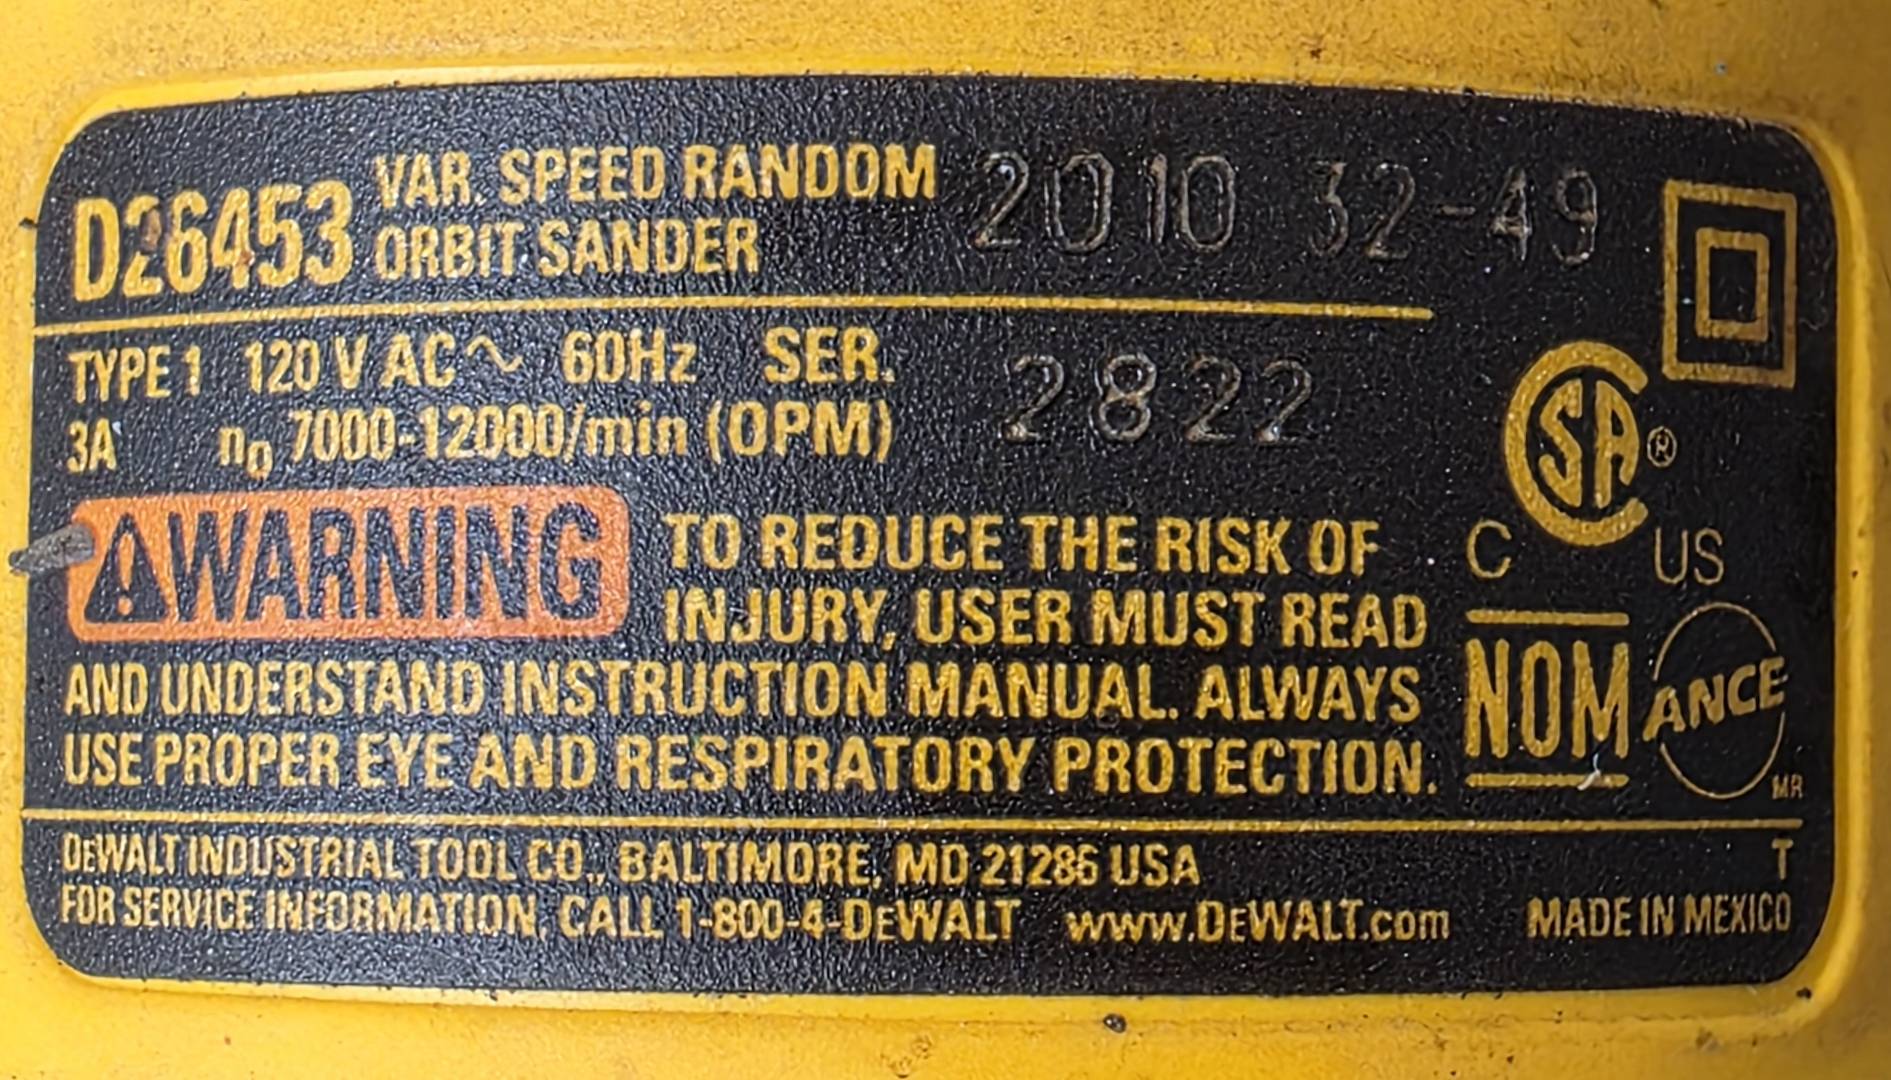 D26453 VAR. SPEED RANDOM ORBIT SANDER 2010 32-49
TYPE 1 120 V AC ~ 60Hz SER. 2822
3A n₀ 7000-12000/min (OPM)
CSA®
C US
⚠WARNING TO REDUCE THE RISK OF
INJURY, USER MUST READ
AND UNDERSTAND INSTRUCTION MANUAL. ALWAYS
USE PROPER EYE AND RESPIRATORY PROTECTION.
NOM ANCE MR
DEWALT INDUSTRIAL TOOL CO., BALTIMORE, MD 21286 USA
T
FOR SERVICE INFORMATION, CALL 1-800-4-DEWALT www.DEWALT.com MADE IN MEXICO